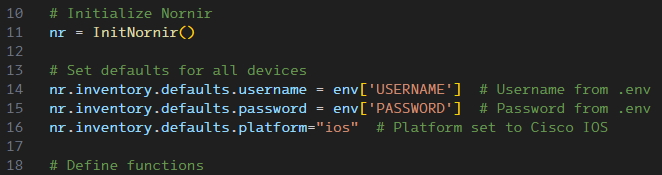 10 # Initialize Nornir
11 nr = InitNornir()
12
13 # Set defaults for all devices
14 nr.inventory.defaults.username = env['USERNAME']  # Username from .env
15 nr.inventory.defaults.password = env['PASSWORD']  # Password from .env
16 nr.inventory.defaults.platform="ios"  # Platform set to Cisco IOS
17
18 # Define functions